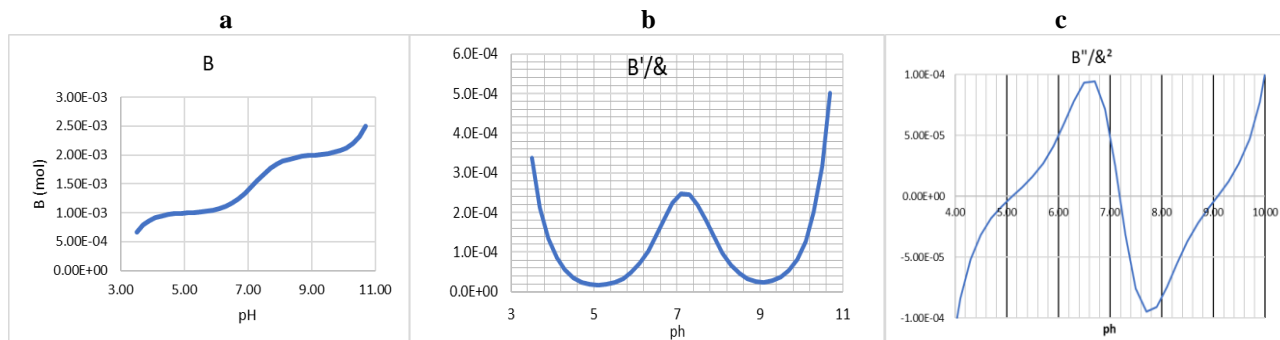 a
b
c
B
3.00E-03
2.50E-03
2.00E-03
1.50E-03
1.00E-03
5.00E-04
0.00E+00
B (mol)
3.00 5.00 7.00 9.00 11.00
pH
B'/&
6.0E-04
5.0E-04
4.0E-04
3.0E-04
2.0E-04
1.0E-04
0.0E+00
3 5 7 9 11
ph
B"/&²
1.00E-04
5.00E-05
0.00E+00
4.00 5.00 6.00 7.00 8.00 9.00 10.00
-5.00E-05
-1.00E-04
ph